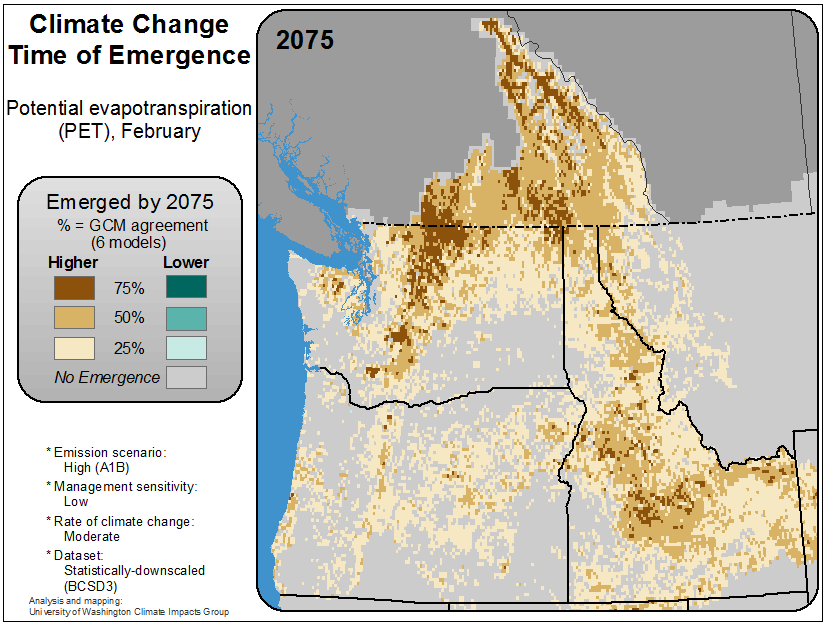 Climate Change
Time of Emergence
Potential evapotranspiration
(PET), February
2075
Emerged by 2075
% = GCM agreement
(6 models)
Higher Lower
75%
50%
25%
No Emergence
* Emission scenario:
High (A1B)
* Management sensitivity:
Low
* Rate of climate change:
Moderate
* Dataset:
Statistically-downscaled
(BCSD3)
Analysis and mapping:
University of Washington Climate Impacts Group